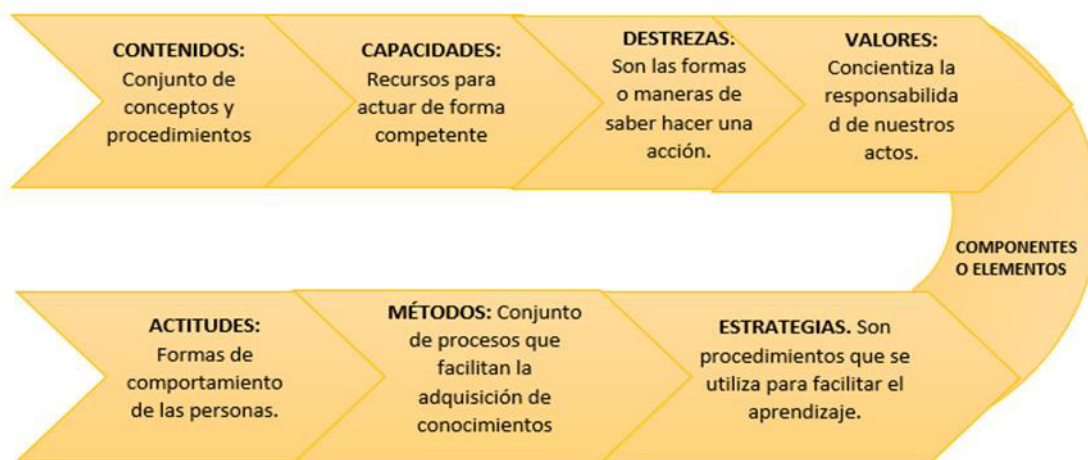 CONTENIDOS:
Conjunto de
conceptos y
procedimientos
CAPACIDADES:
Recursos para
actuar de forma
competente
DESTREZAS:
Son las formas
o maneras de
saber hacer una
acción.
VALORES:
Concientiza la
responsabilida
d de nuestros
actos.
COMPONENTES
O ELEMENTOS
ACTITUDES:
Formas de
comportamiento
de las personas.
MÉTODOS: Conjunto
de procesos que
facilitan la
adquisición de
conocimientos
ESTRATEGIAS. Son
procedimientos que se
utiliza para facilitar el
aprendizaje.